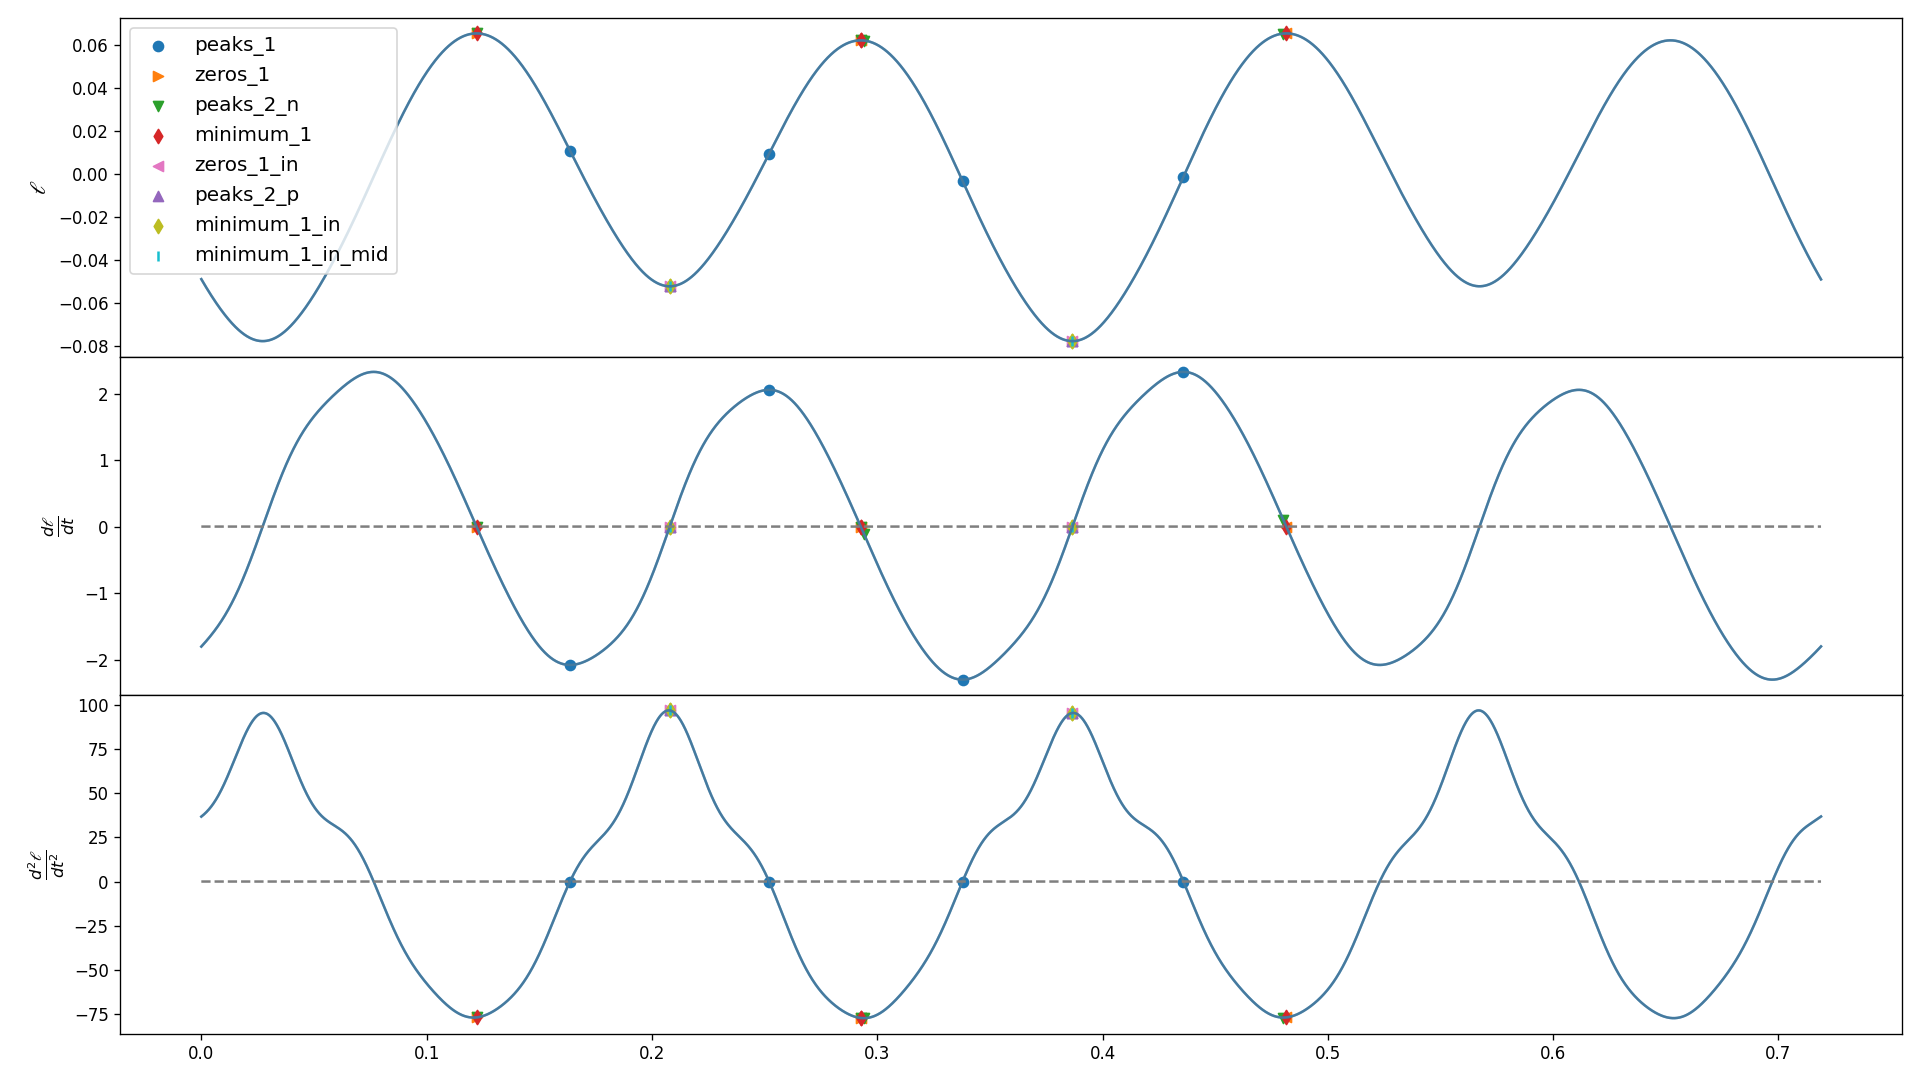 0.06
0.04
0.02
0.00
−0.02
−0.04
−0.06
−0.08
ℓ
peaks_1
zeros_1
peaks_2_n
minimum_1
zeros_1_in
peaks_2_p
minimum_1_in
minimum_1_in_mid
2
1
0
−1
−2
dℓ
dt
100
75
50
25
0
−25
−50
−75
d²ℓ
dt²
0.0 0.1 0.2 0.3 0.4 0.5 0.6 0.7